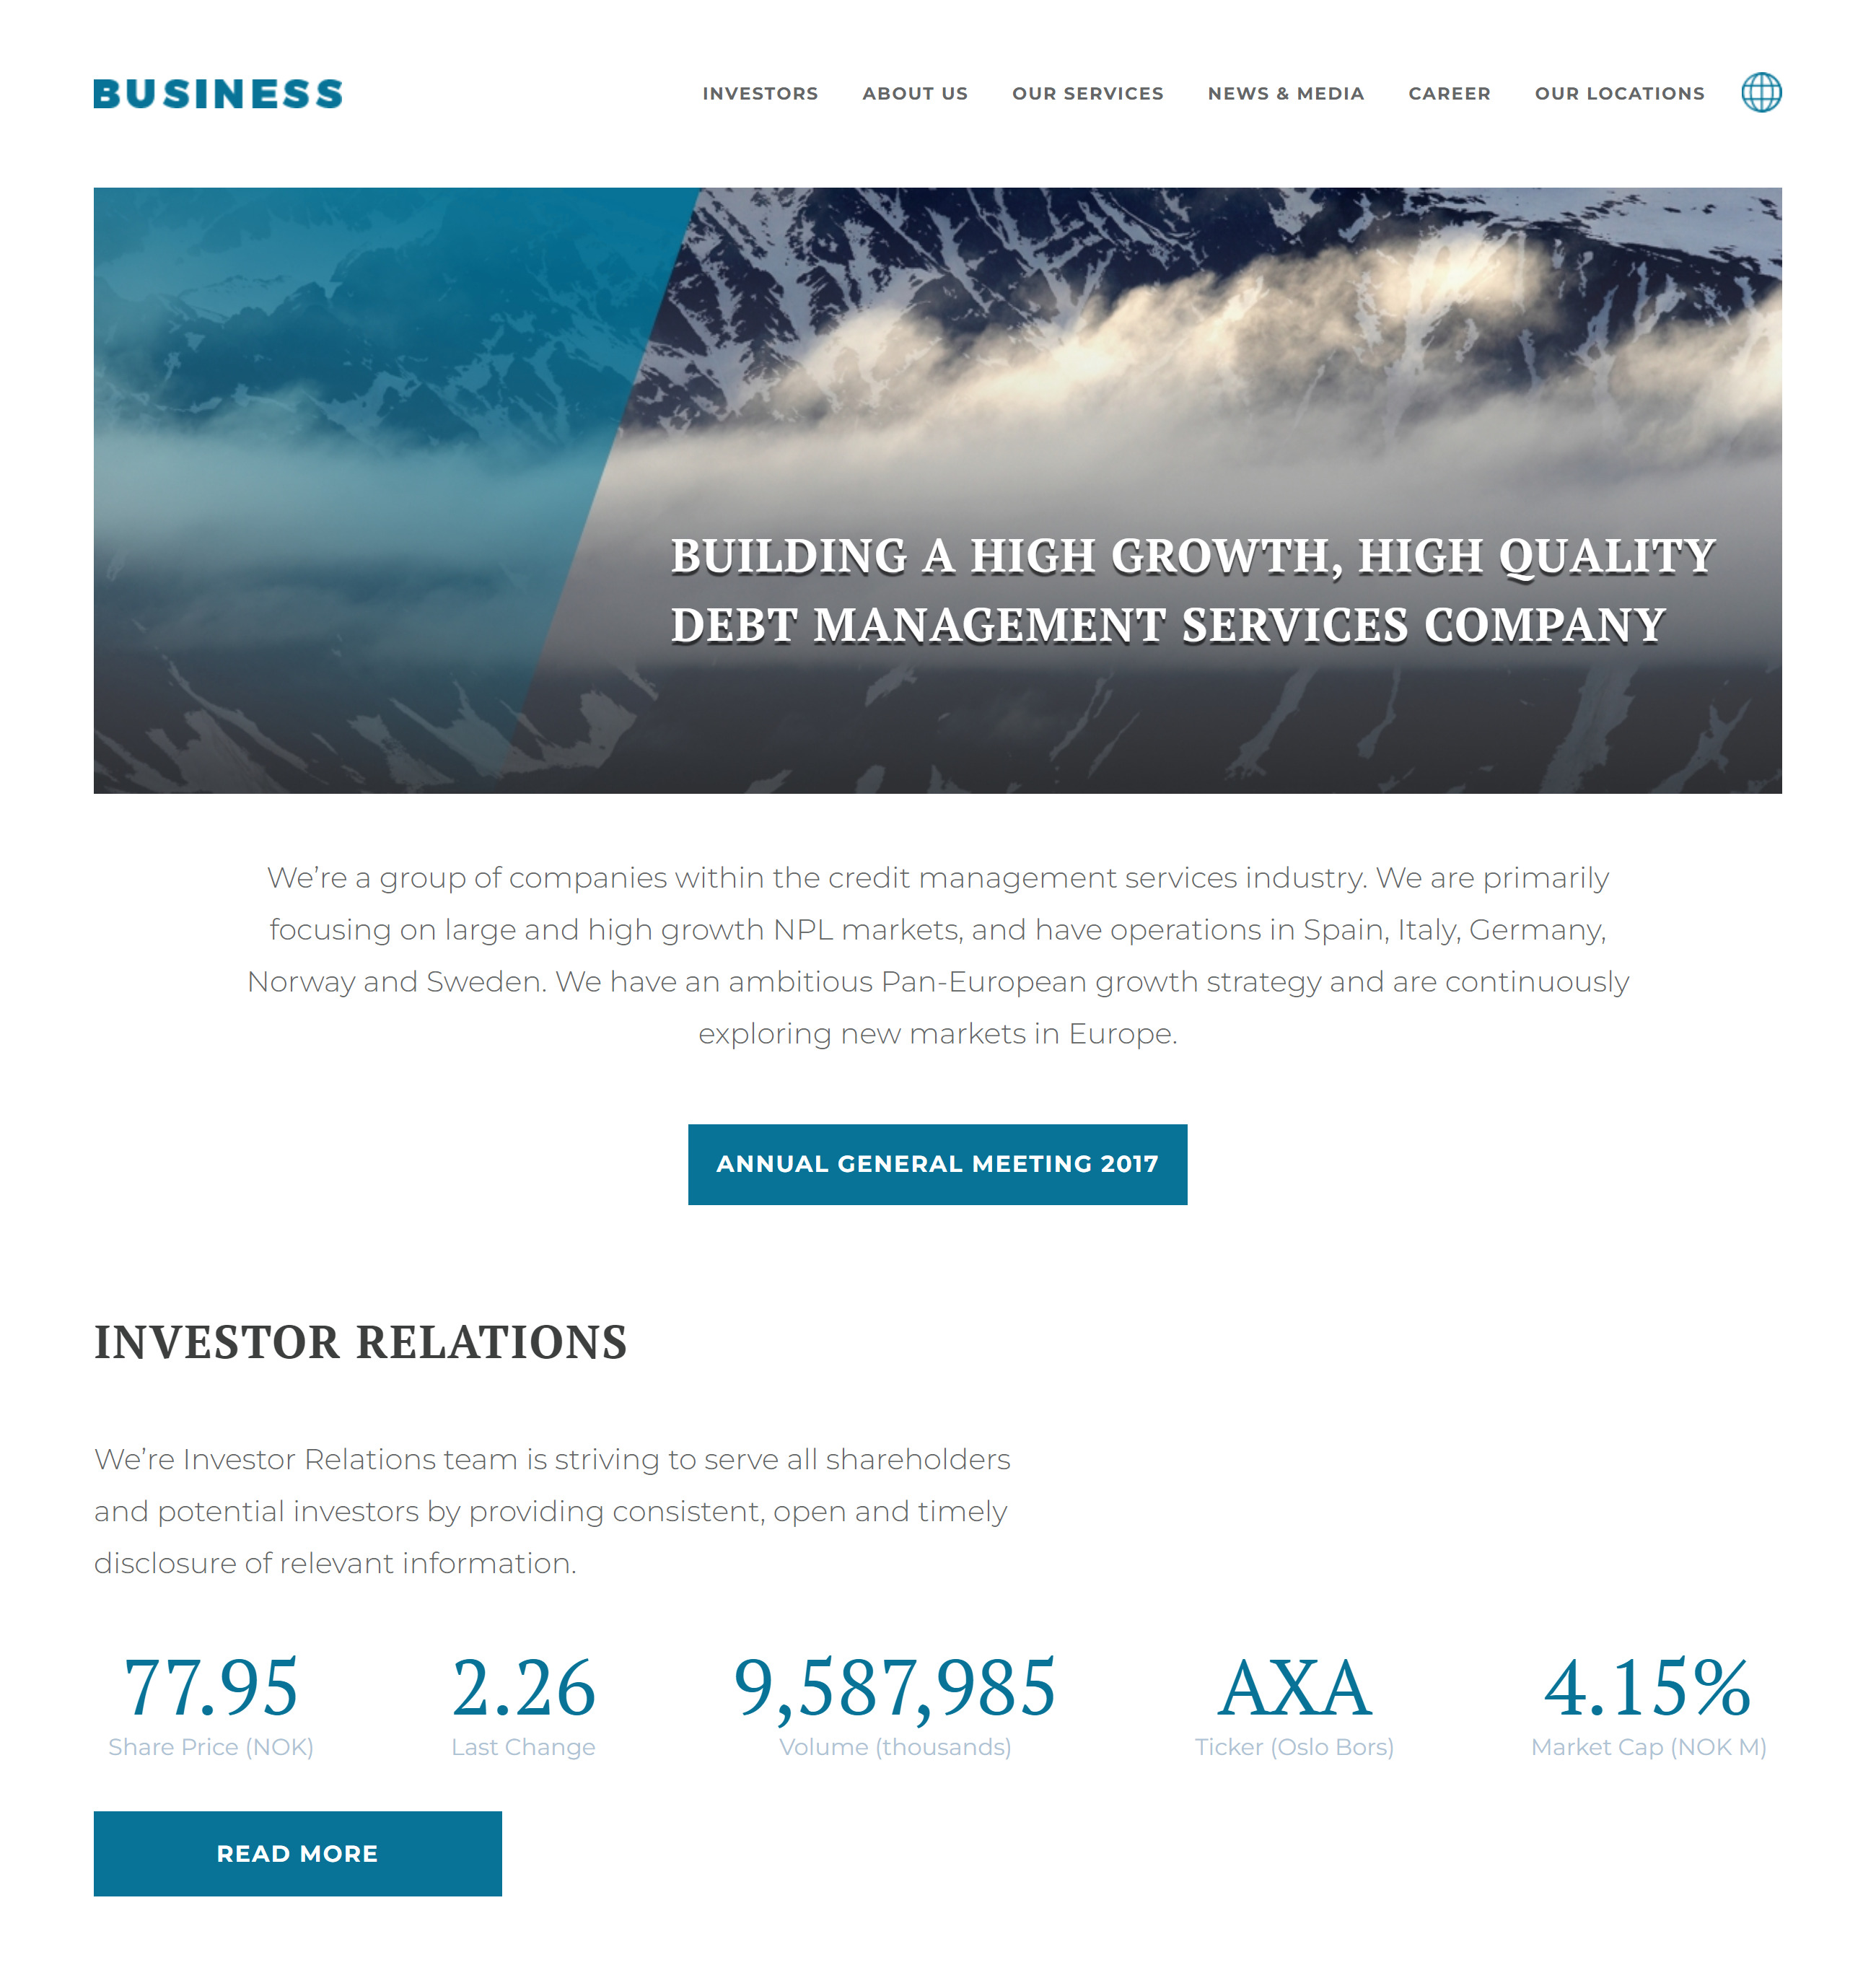 BUSINESS
INVESTORS ABOUT US OUR SERVICES NEWS & MEDIA CAREER OUR LOCATIONS
BUILDING A HIGH GROWTH, HIGH QUALITY
DEBT MANAGEMENT SERVICES COMPANY
We’re a group of companies within the credit management services industry. We are primarily
focusing on large and high growth NPL markets, and have operations in Spain, Italy, Germany,
Norway and Sweden. We have an ambitious Pan-European growth strategy and are continuously
exploring new markets in Europe.
ANNUAL GENERAL MEETING 2017
INVESTOR RELATIONS
We’re Investor Relations team is striving to serve all shareholders
and potential investors by providing consistent, open and timely
disclosure of relevant information.
77.95 2.26 9,587,985 AXA 4.15%
Share Price (NOK) Last Change Volume (thousands) Ticker (Oslo Bors) Market Cap (NOK M)
READ MORE